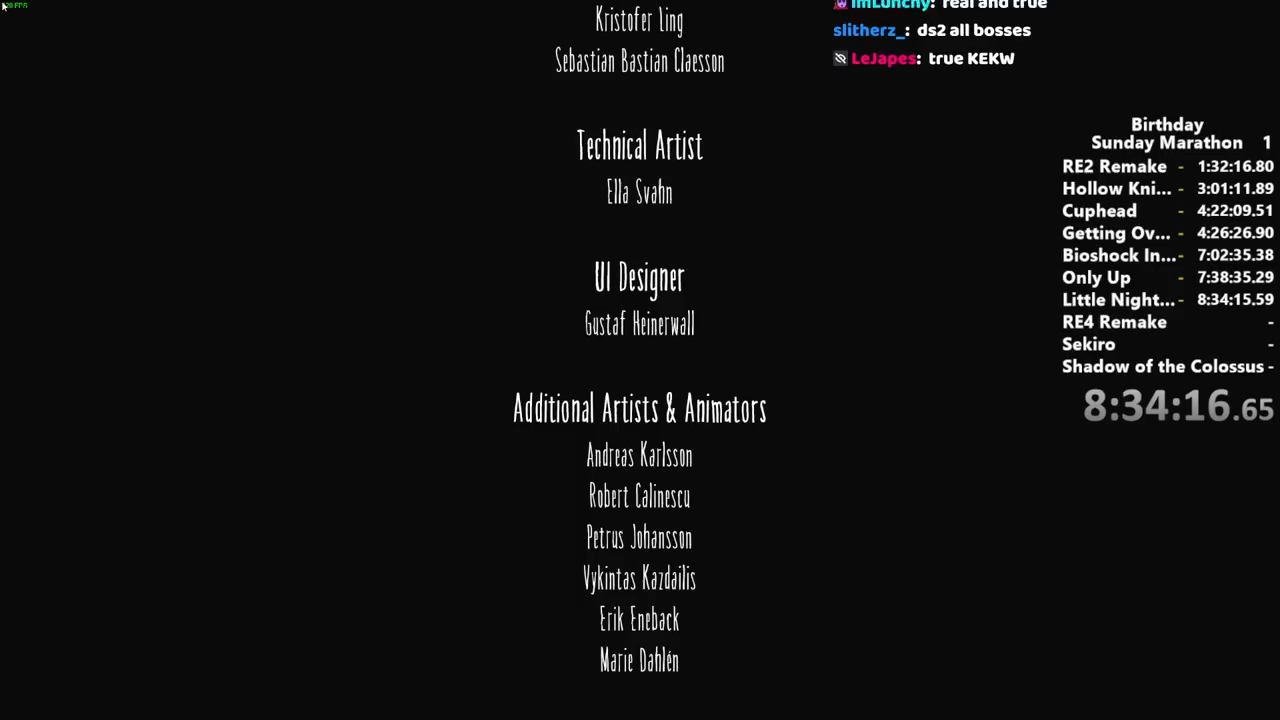 Kristofer Ling
Sebastian Bastian Claesson
Technical Artist
Ella Svahn
UI Designer
Gustaf Heinerwall
Additional Artists & Animators
Andreas Karlsson
Robert Calinescu
Petrus Johansson
Vykintas Kazdailis
Erik Eneback
Marie Dahlén
ImLunchy: real and true
slitherz_: ds2 all bosses
LeJapes: true KEKW
Birthday
Sunday Marathon 1
RE2 Remake - 1:32:16.80
Hollow Kni... - 3:01:11.89
Cuphead - 4:22:09.51
Getting Ov... - 4:26:26.90
Bioshock In... - 7:02:35.38
Only Up - 7:38:35.29
Little Night... - 8:34:15.59
RE4 Remake -
Sekiro -
Shadow of the Colossus -
8:34:16.65